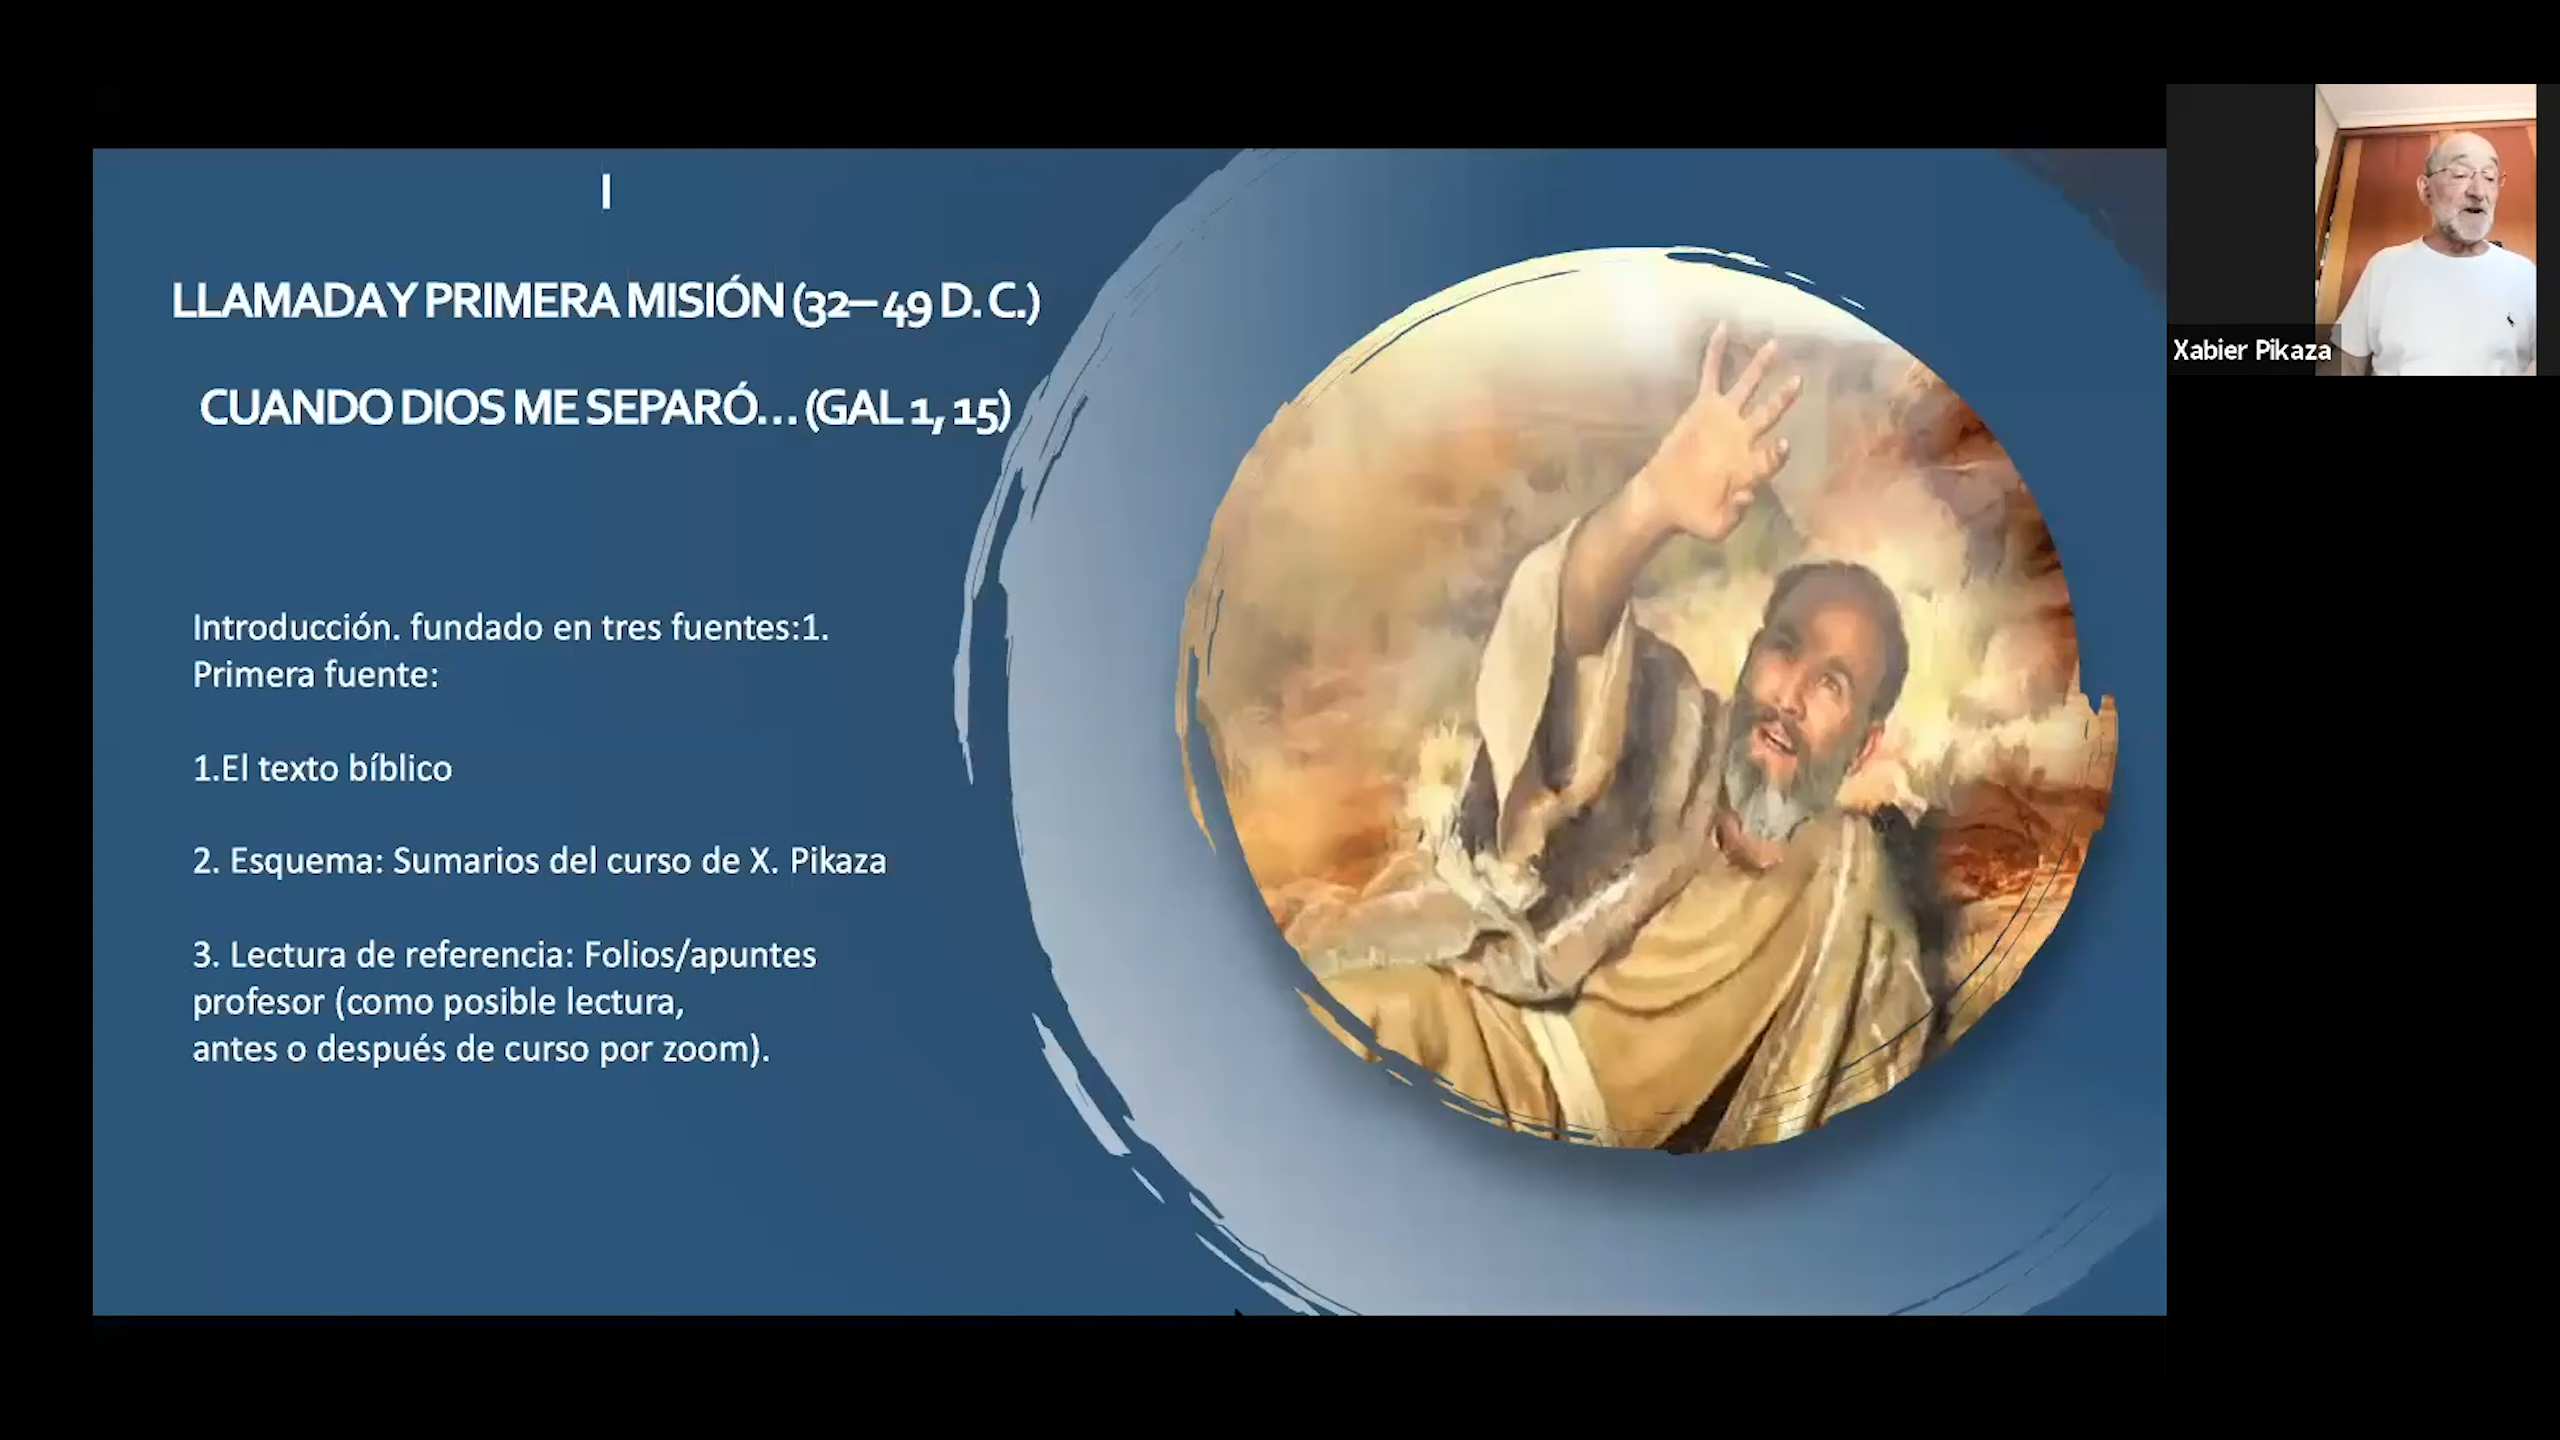 I
LLAMADA Y PRIMERA MISIÓN (32– 49 D. C.)
CUANDO DIOS ME SEPARÓ… (GAL 1, 15)
Introducción. fundado en tres fuentes:1.
Primera fuente:
1.El texto bíblico
2. Esquema: Sumarios del curso de X. Pikaza
3. Lectura de referencia: Folios/apuntes
profesor (como posible lectura,
antes o después de curso por zoom).
Xabier Pikaza